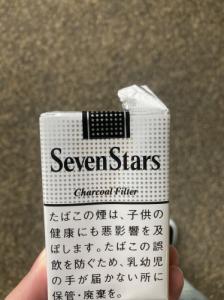 SevenStars
Charcoal Filter
たばこの煙は、子供の
健康にも悪影響を及
ぼします。たばこの誤
飲を防ぐため、乳幼児
の手が届かない所に
保管・廃棄を。